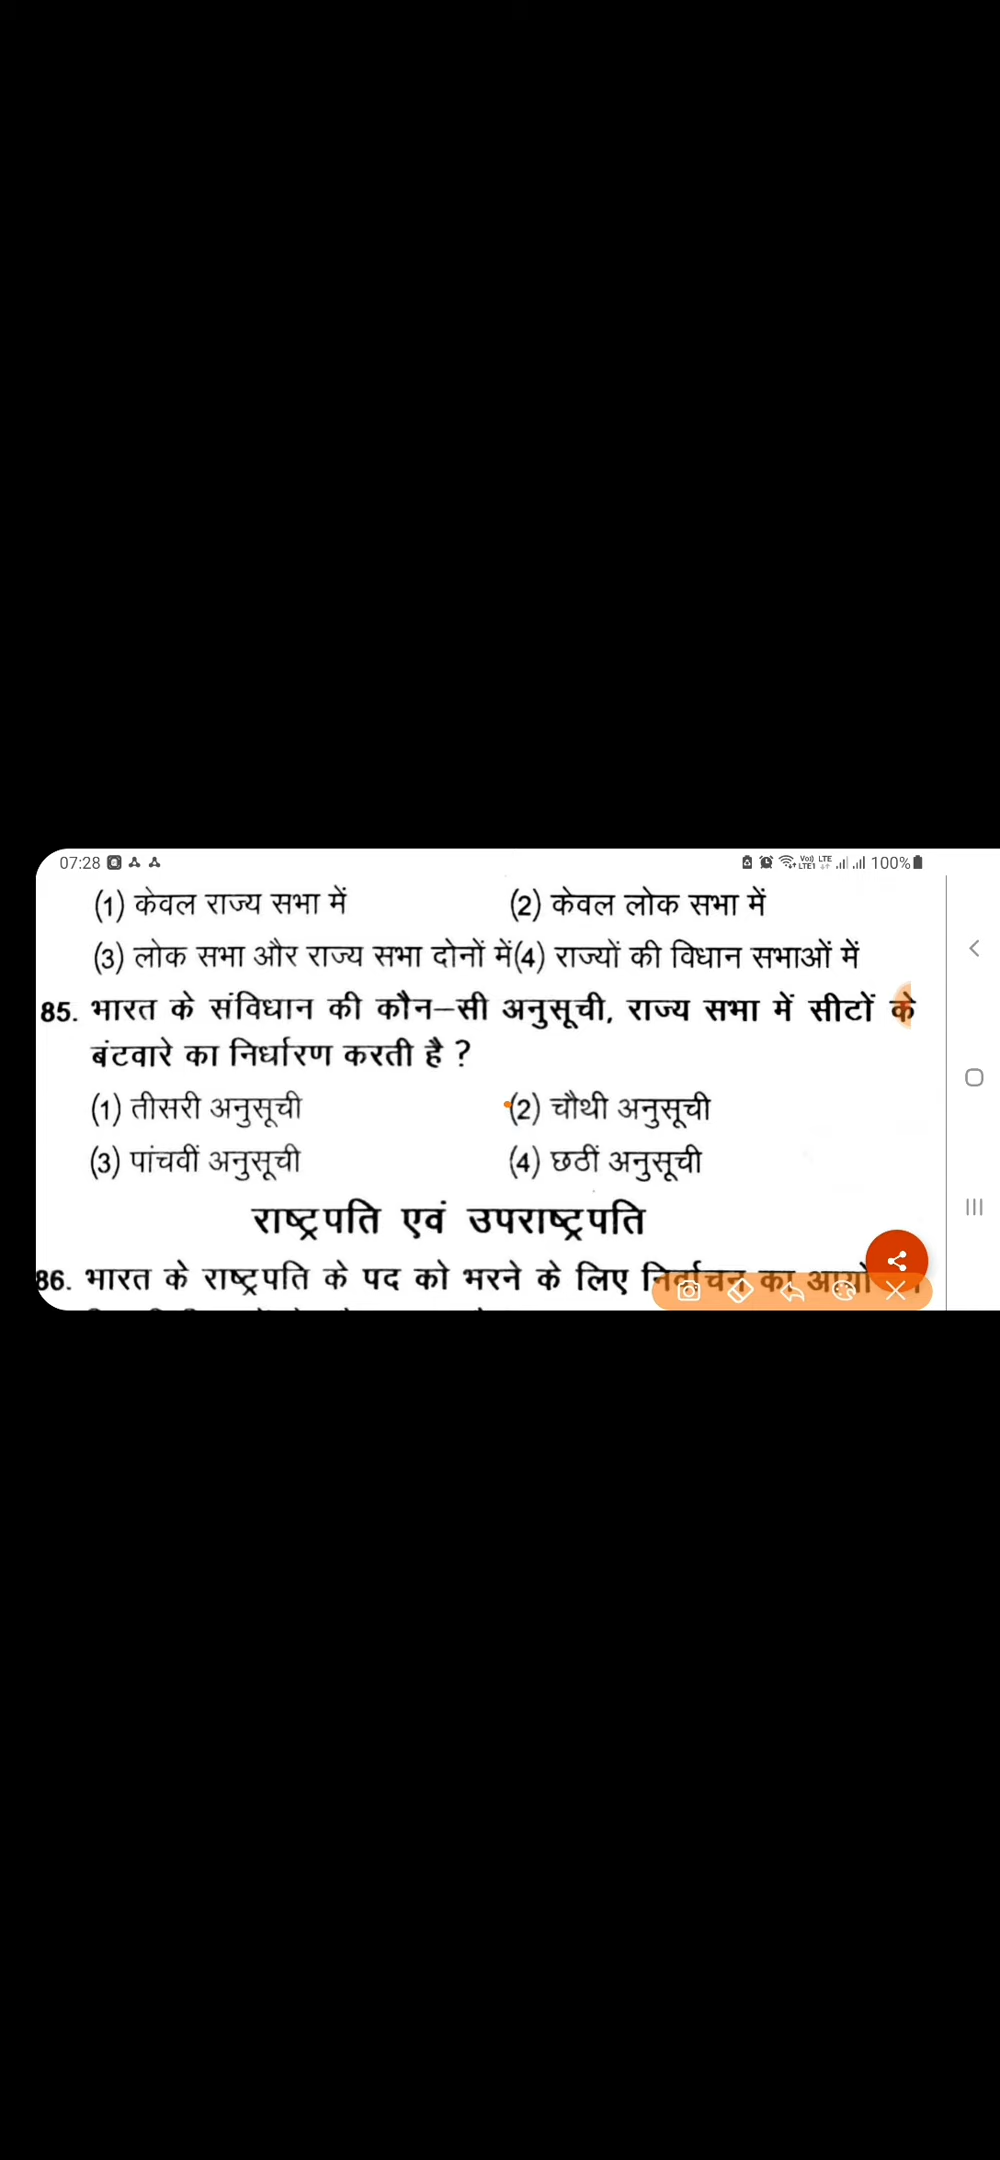 07:28 100%
(1) केवल राज्य सभा में (2) केवल लोक सभा में
(3) लोक सभा और राज्य सभा दोनों में(4) राज्यों की विधान सभाओं में
85. भारत के संविधान की कौन–सी अनुसूची, राज्य सभा में सीटों के
बंटवारे का निर्धारण करती है ?
(1) तीसरी अनुसूची (2) चौथी अनुसूची
(3) पांचवीं अनुसूची (4) छठीं अनुसूची
राष्ट्रपति एवं उपराष्ट्रपति
86. भारत के राष्ट्रपति के पद को भरने के लिए निर्वाचन का